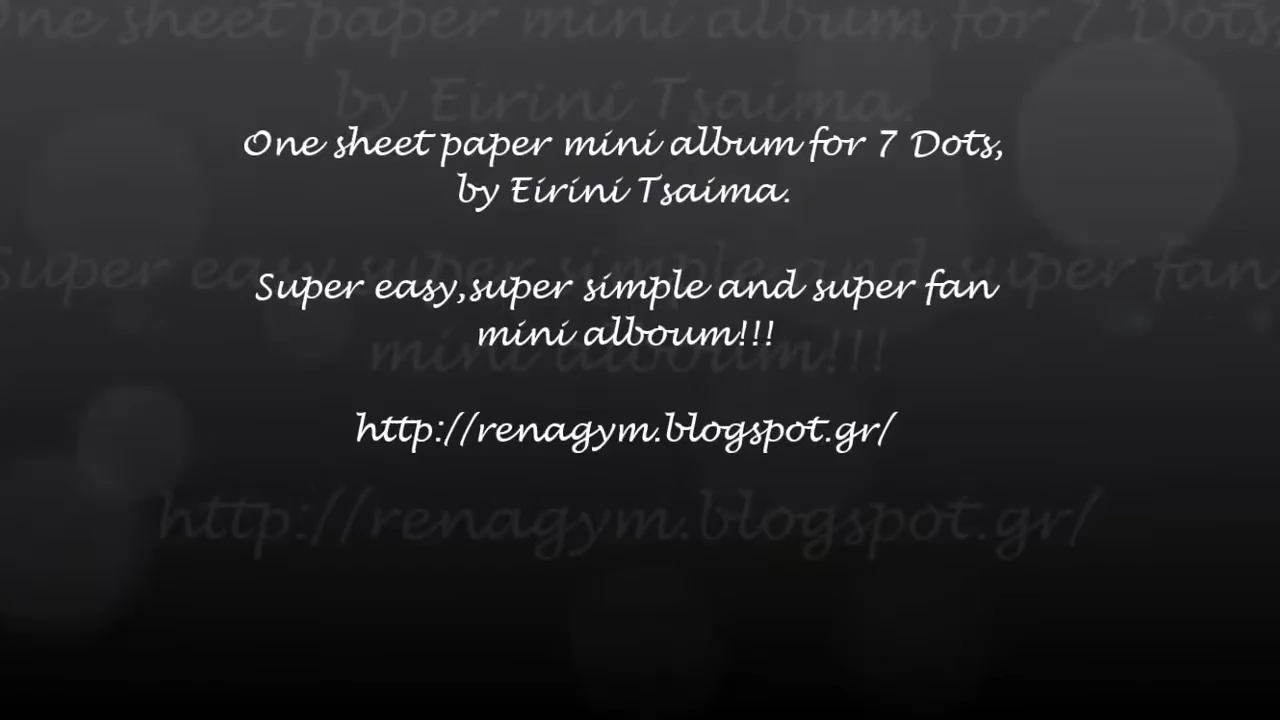 One sheet paper mini album for 7 Dots,
by Eirini Tsaima.
Super easy,super simple and super fan
mini alboum!!!
http://renagym.blogspot.gr/